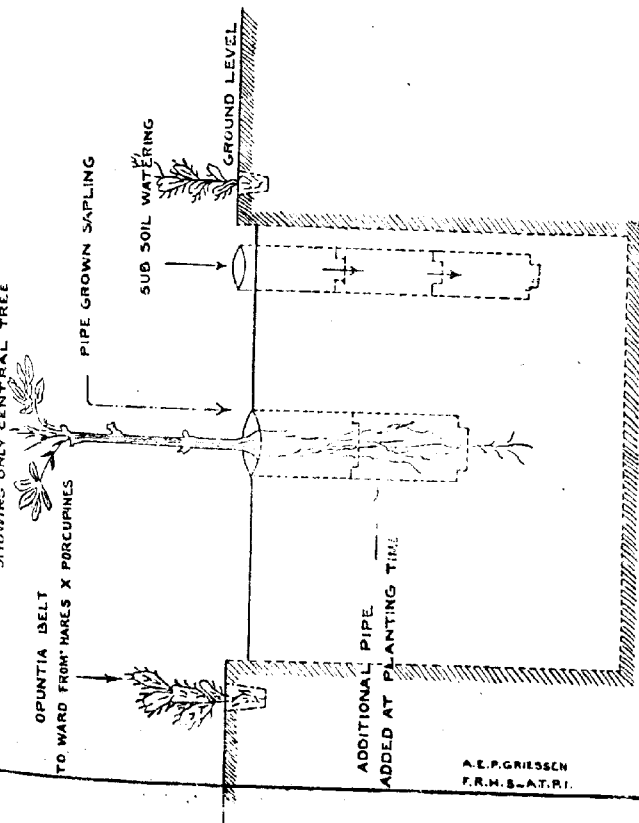 SHOWING ONLY CENTRAL TREE
OPUNTIA BELT
TO WARD FROM HARES X PORCUPINES
PIPE GROWN SAPLING
SUB SOIL WATERING
GROUND LEVEL
ADDITIONAL PIPE
ADDED AT PLANTING TIME
A.E.P. GRIESSEN
F.R.H.S. A.T.P.I.